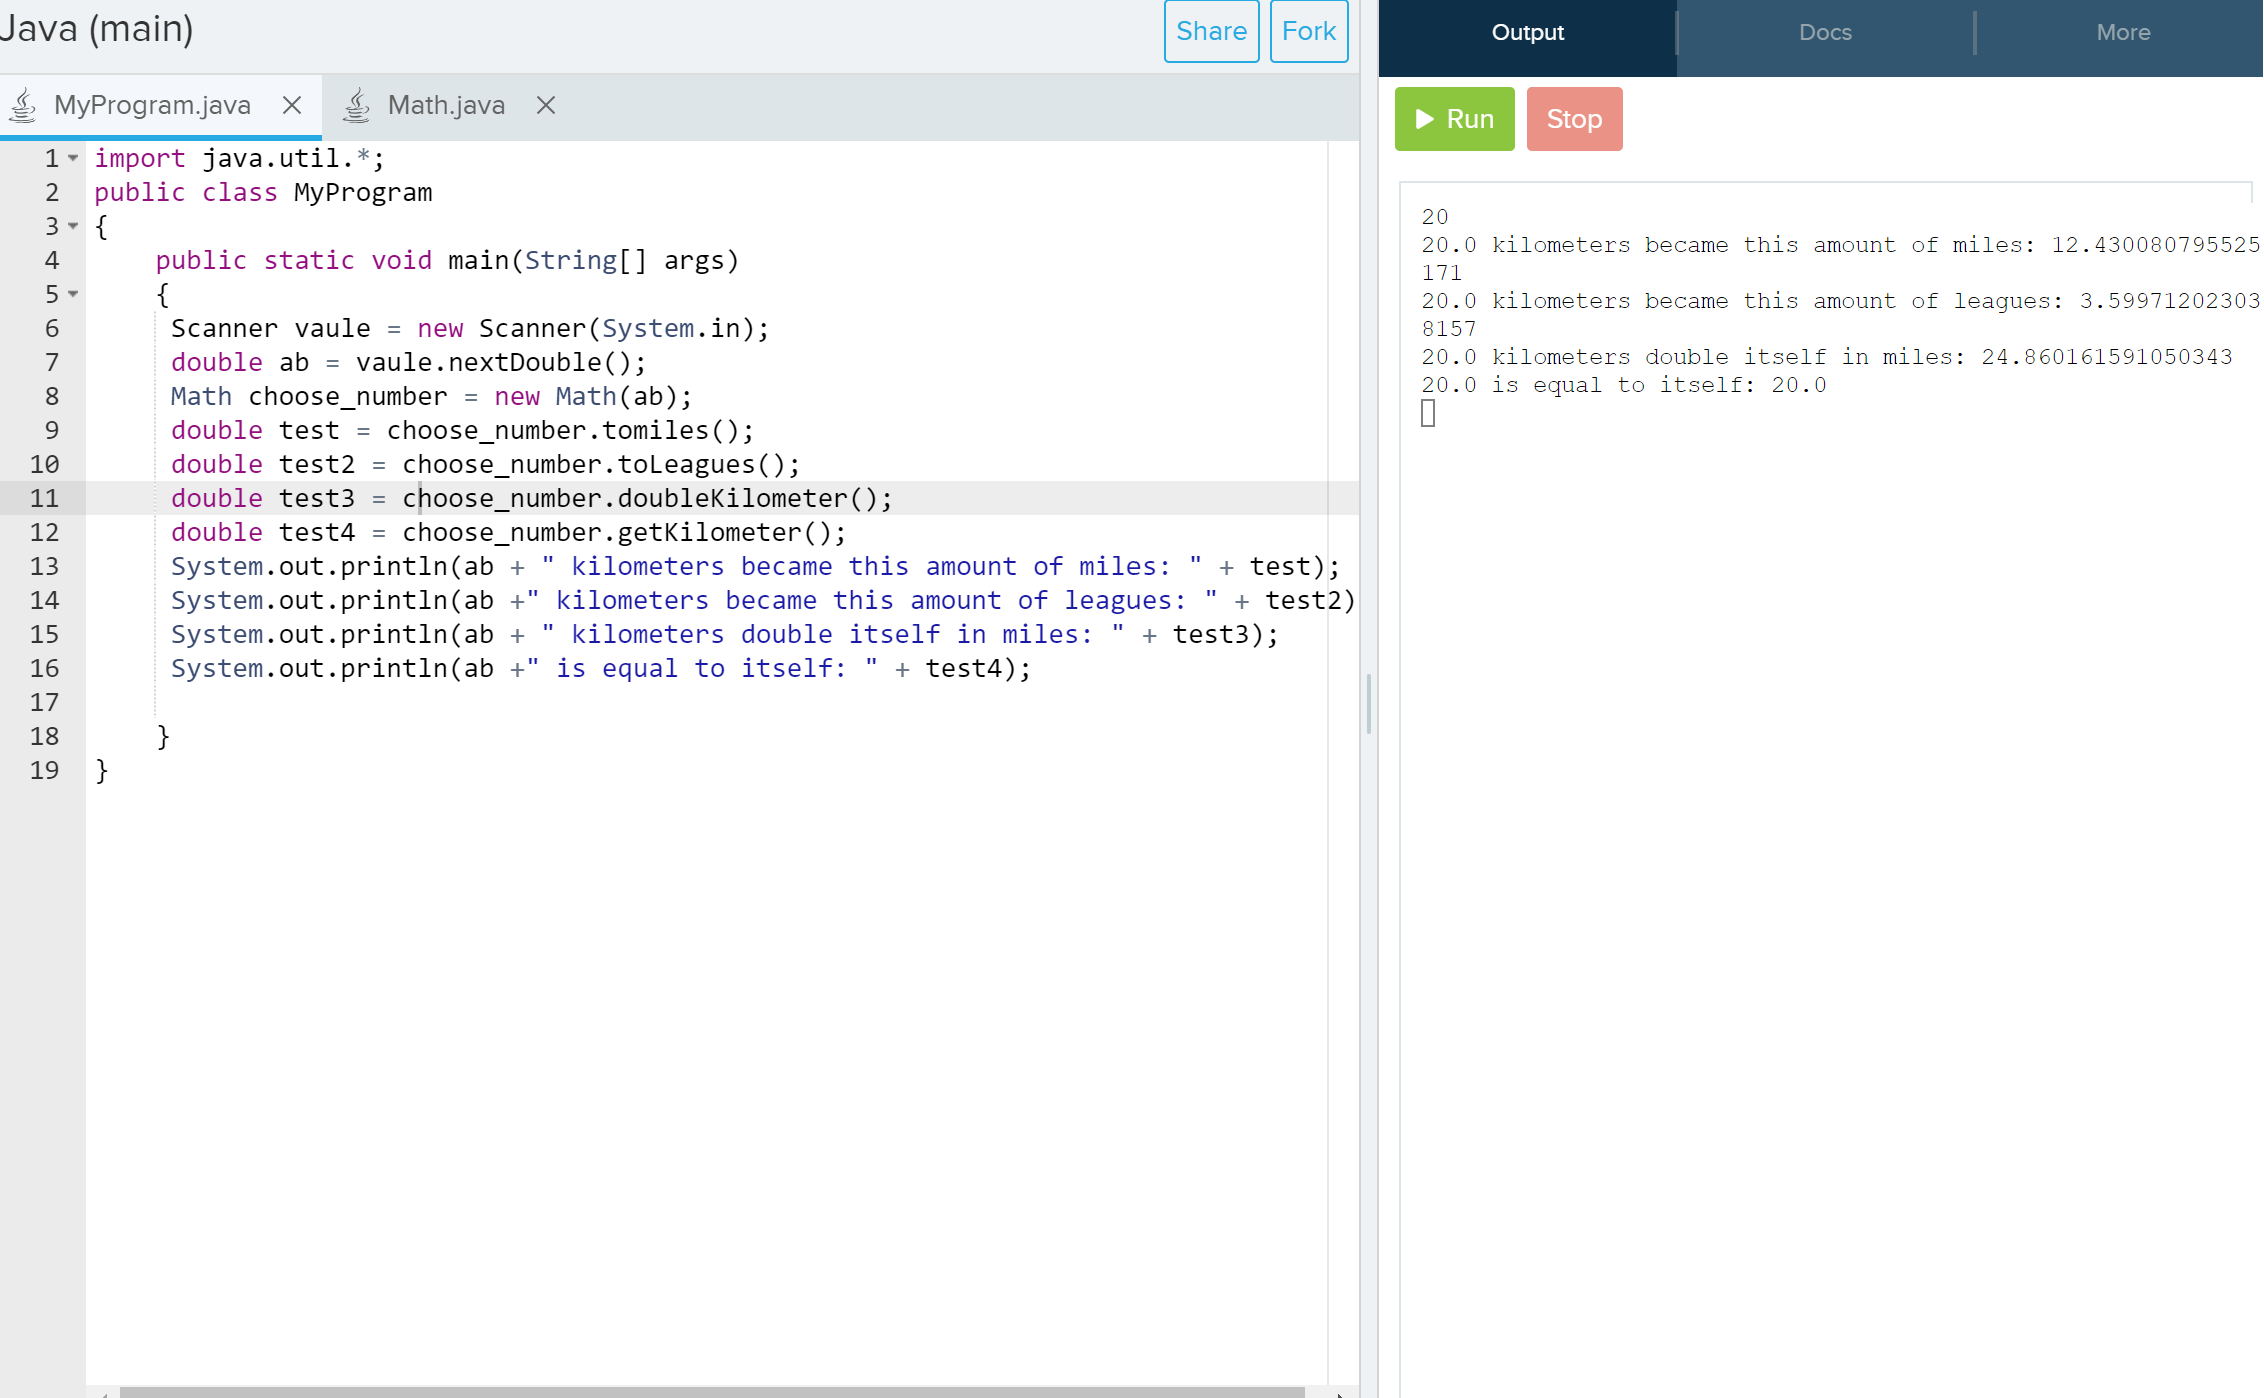 Java (main)
Share
Fork
MyProgram.java
Math.java
1 import java.util.*;
2 public class MyProgram
3 {
4 public static void main(String[] args)
5 {
6 Scanner vaule = new Scanner(System.in);
7 double ab = vaule.nextDouble();
8 Math choose_number = new Math(ab);
9 double test = choose_number.tomiles();
10 double test2 = choose_number.toLeagues();
11 double test3 = choose_number.doubleKilometer();
12 double test4 = choose_number.getKilometer();
13 System.out.println(ab + " kilometers became this amount of miles: " + test);
14 System.out.println(ab +" kilometers became this amount of leagues: " + test2)
15 System.out.println(ab + " kilometers double itself in miles: " + test3);
16 System.out.println(ab +" is equal to itself: " + test4);
17
18 }
19 }
Output
Docs
More
Run
Stop
20
20.0 kilometers became this amount of miles: 12.430080795525
171
20.0 kilometers became this amount of leagues: 3.59971202303
8157
20.0 kilometers double itself in miles: 24.860161591050343
20.0 is equal to itself: 20.0